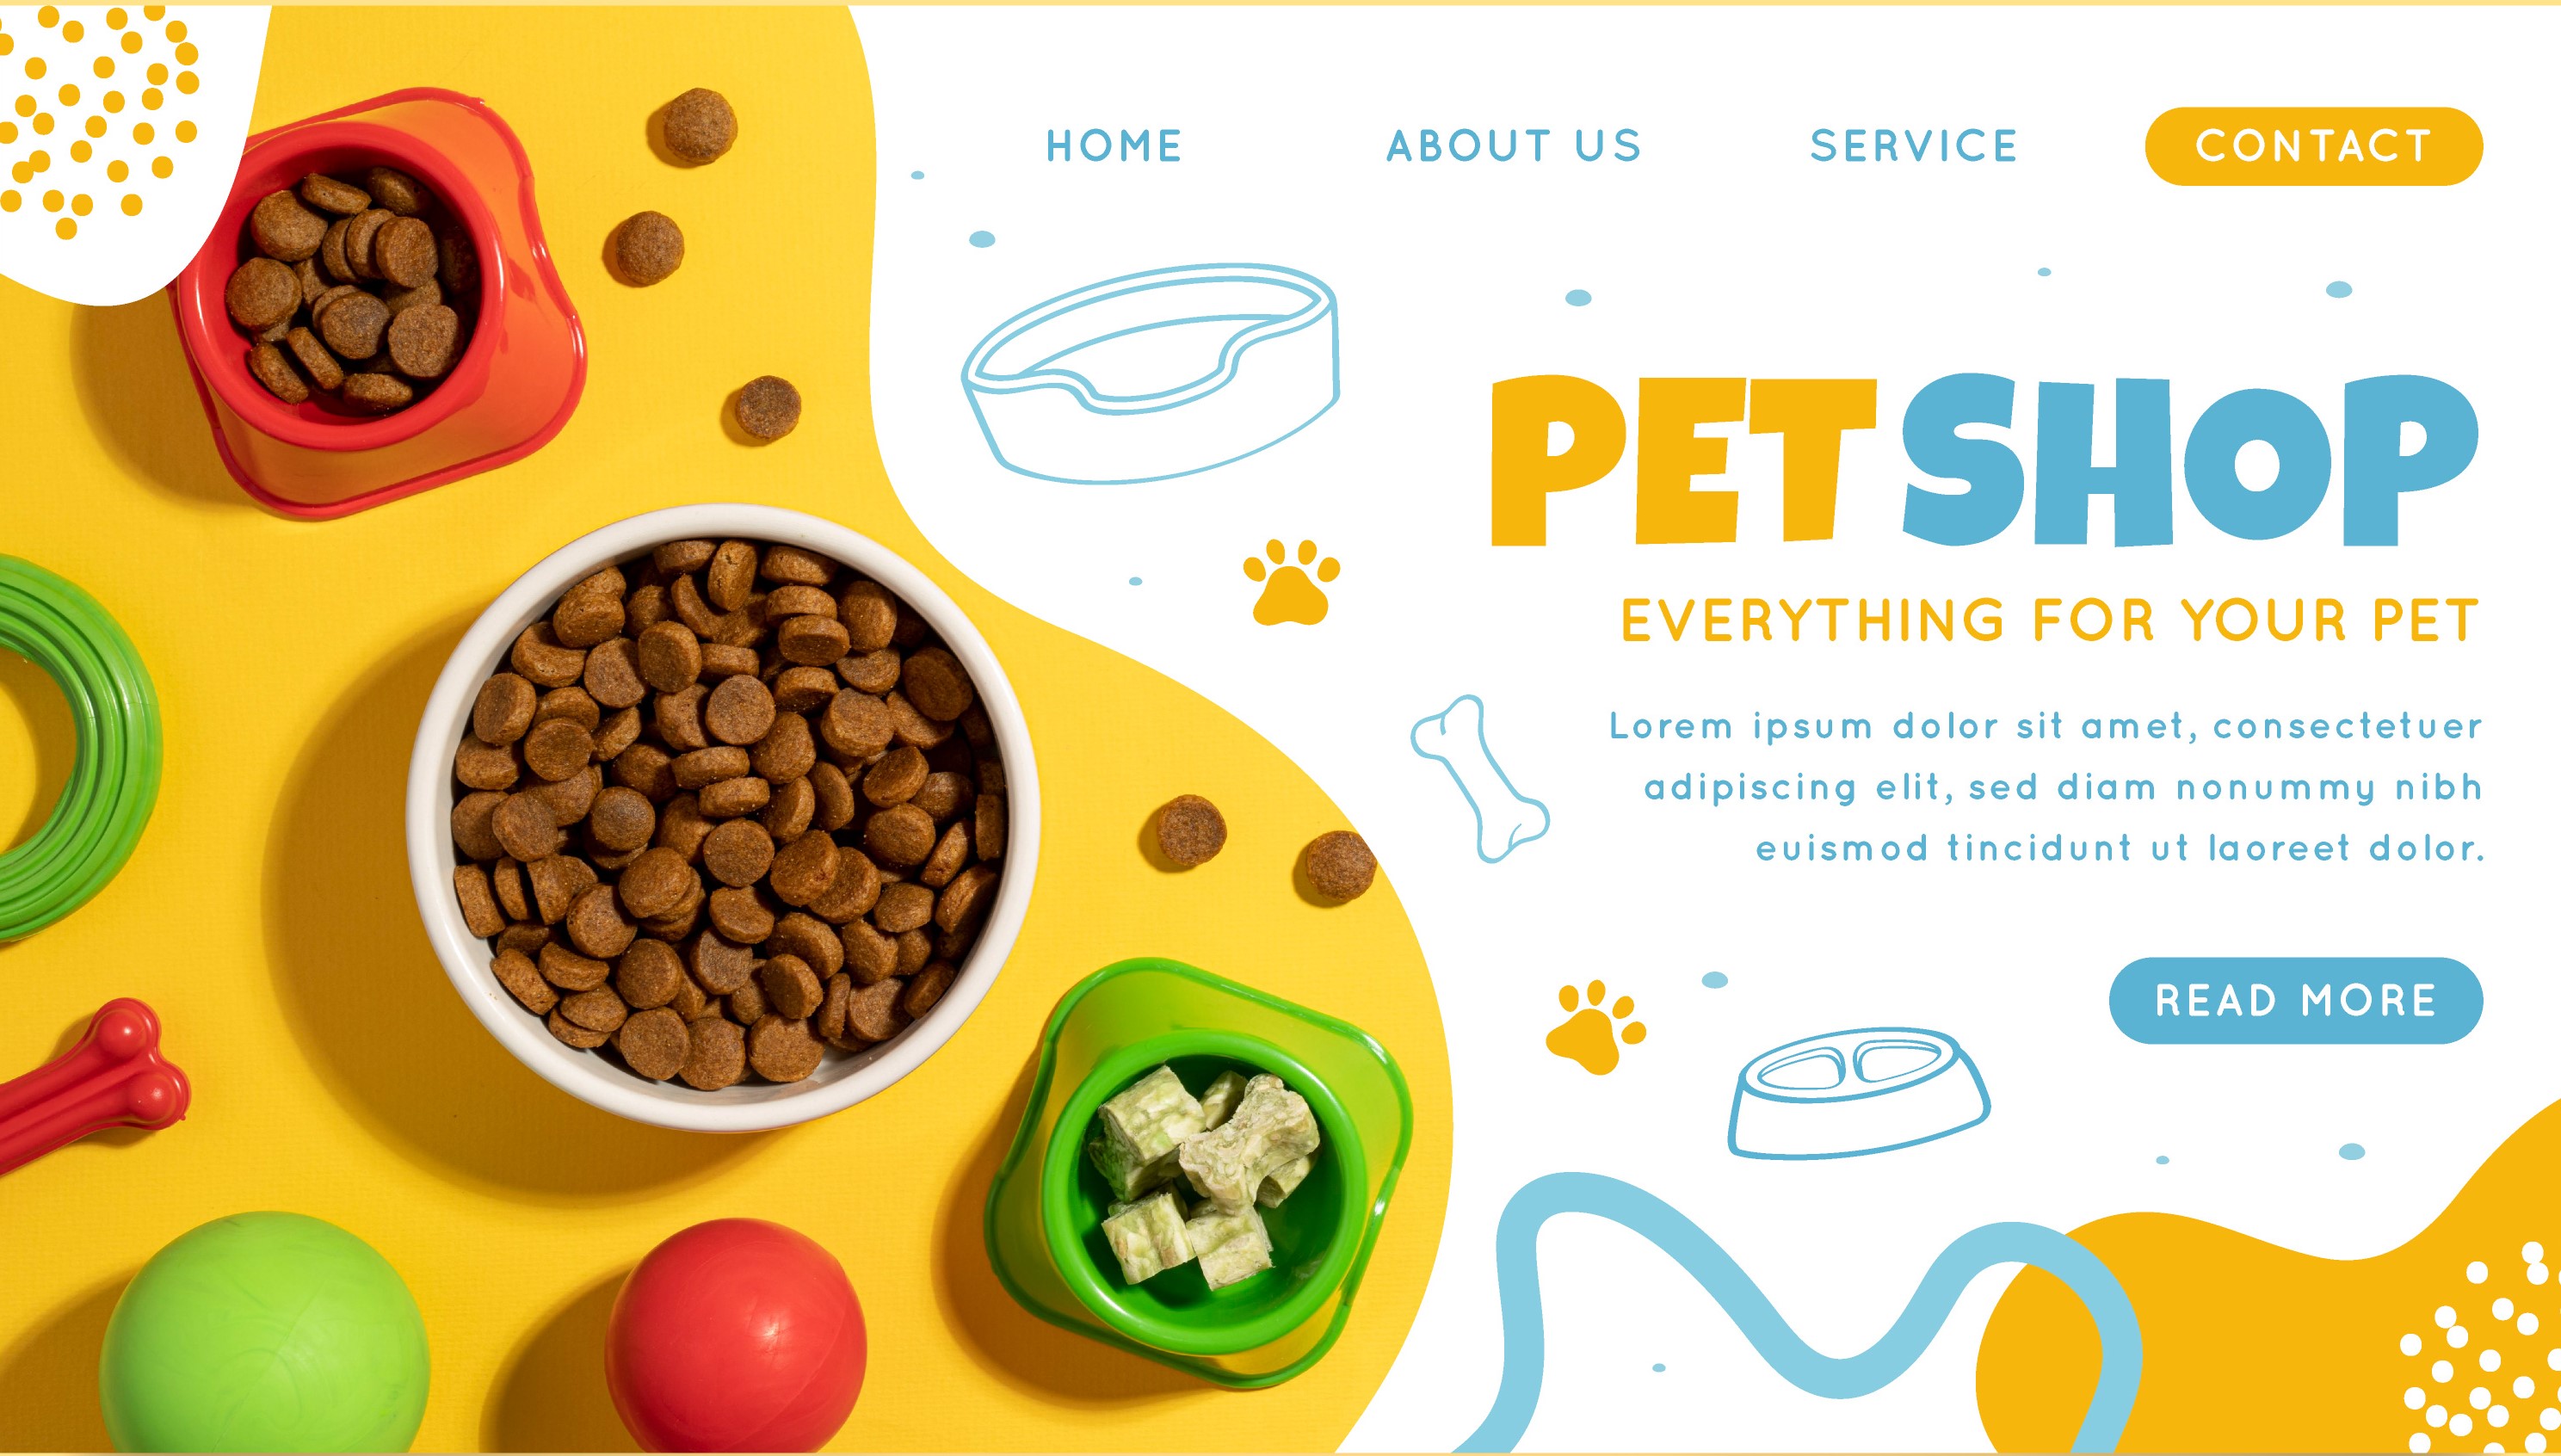 HOME ABOUT US SERVICE CONTACT
PET SHOP
EVERYTHING FOR YOUR PET
Lorem ipsum dolor sit amet, consectetuer
adipiscing elit, sed diam nonummy nibh
euismod tincidunt ut laoreet dolor.
READ MORE